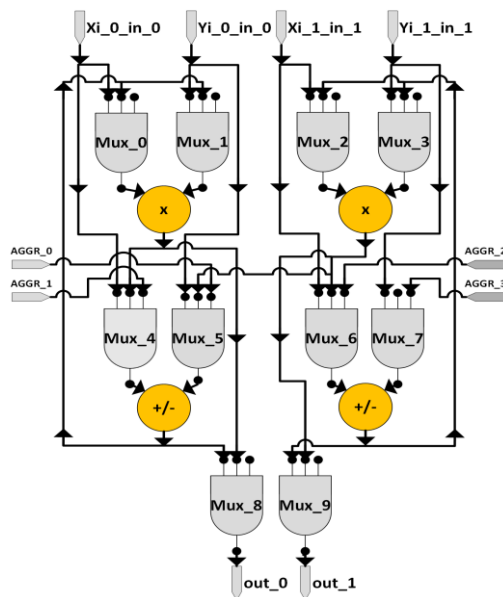 Xi_0_in_0 Yi_0_in_0 Xi_1_in_1 Yi_1_in_1
Mux_0 Mux_1 Mux_2 Mux_3
x x
AGGR_0 AGGR_2
AGGR_1 AGGR_3
Mux_4 Mux_5 Mux_6 Mux_7
+/- +/-
Mux_8 Mux_9
out_0 out_1